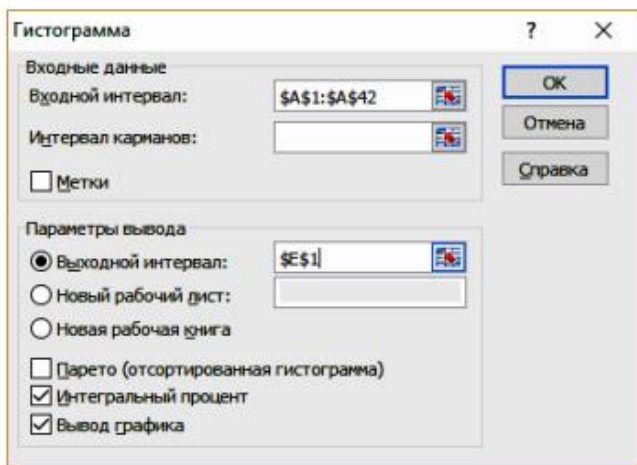 Гистограмма ? ×
Входные данные
Входной интервал: $A$1:$A$42
Интервал карманов:
Метки
OK
Отмена
Справка
Параметры вывода
Выходной интервал: $E$1
Новый рабочий лист:
Новая рабочая книга
Парето (отсортированная гистограмма)
Интегральный процент
Вывод графика